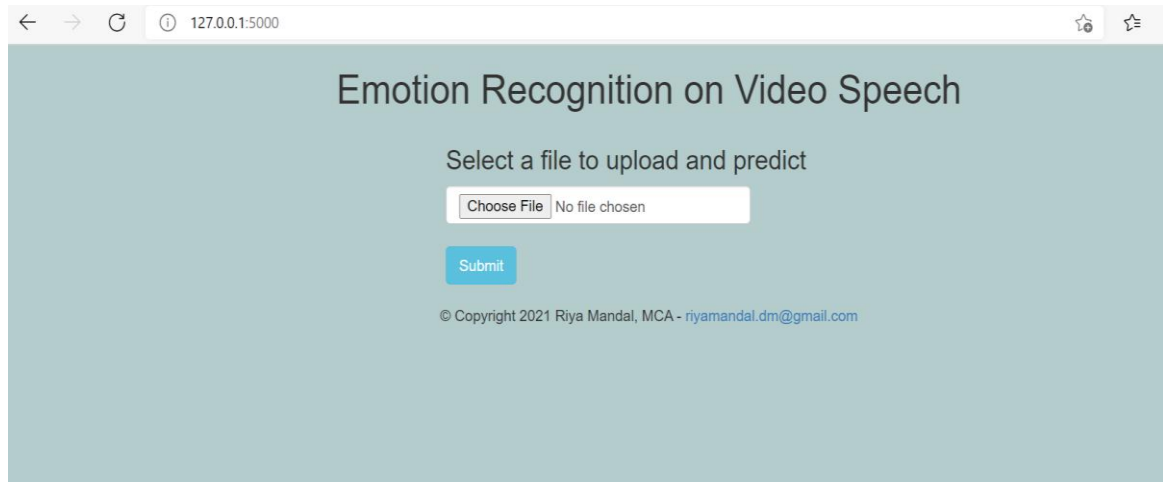 127.0.0.1:5000
Emotion Recognition on Video Speech
Select a file to upload and predict
Choose File No file chosen
Submit
© Copyright 2021 Riya Mandal, MCA - riyamandal.dm@gmail.com